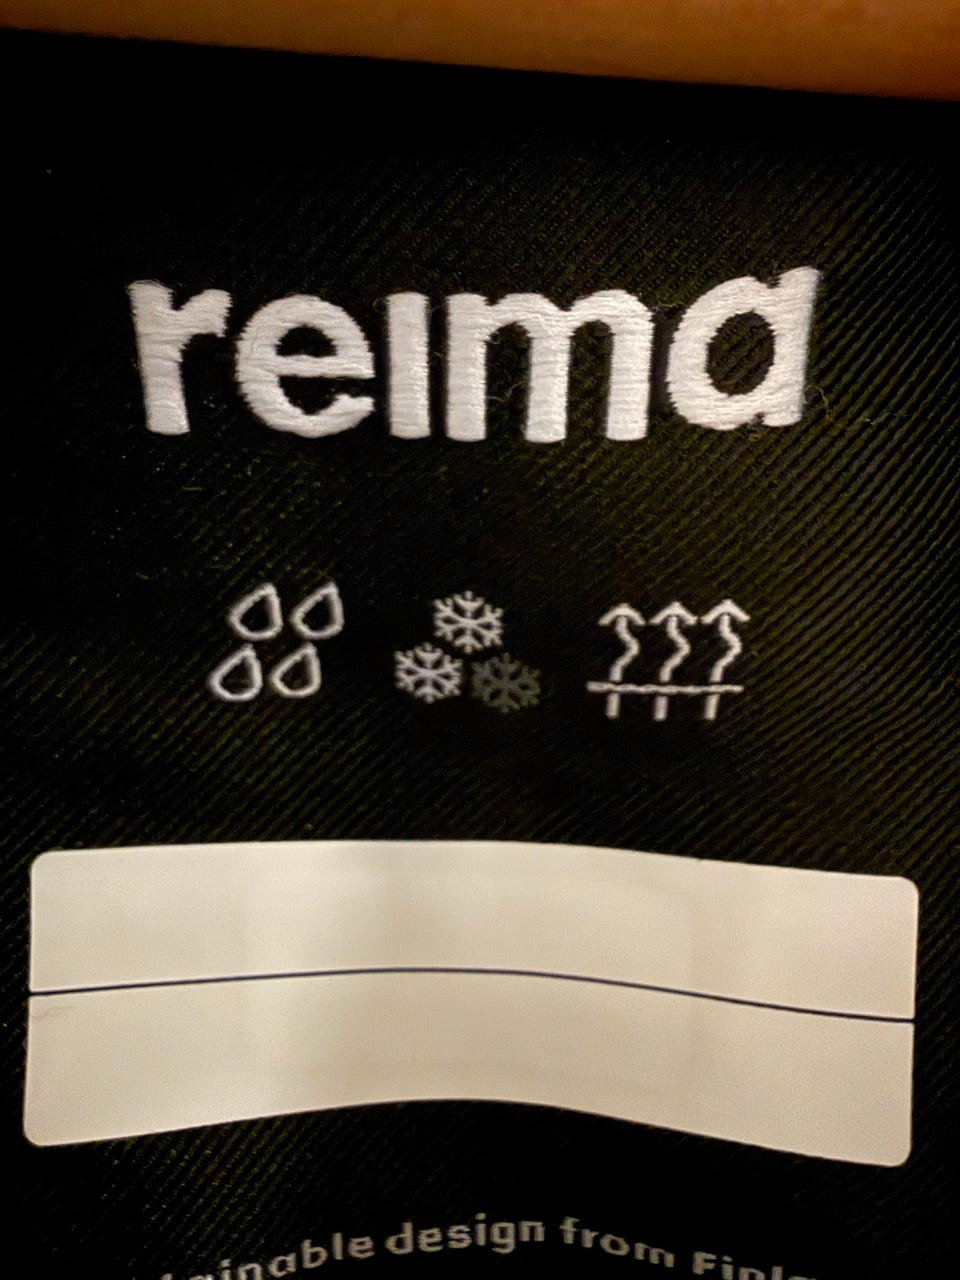 reima
design from